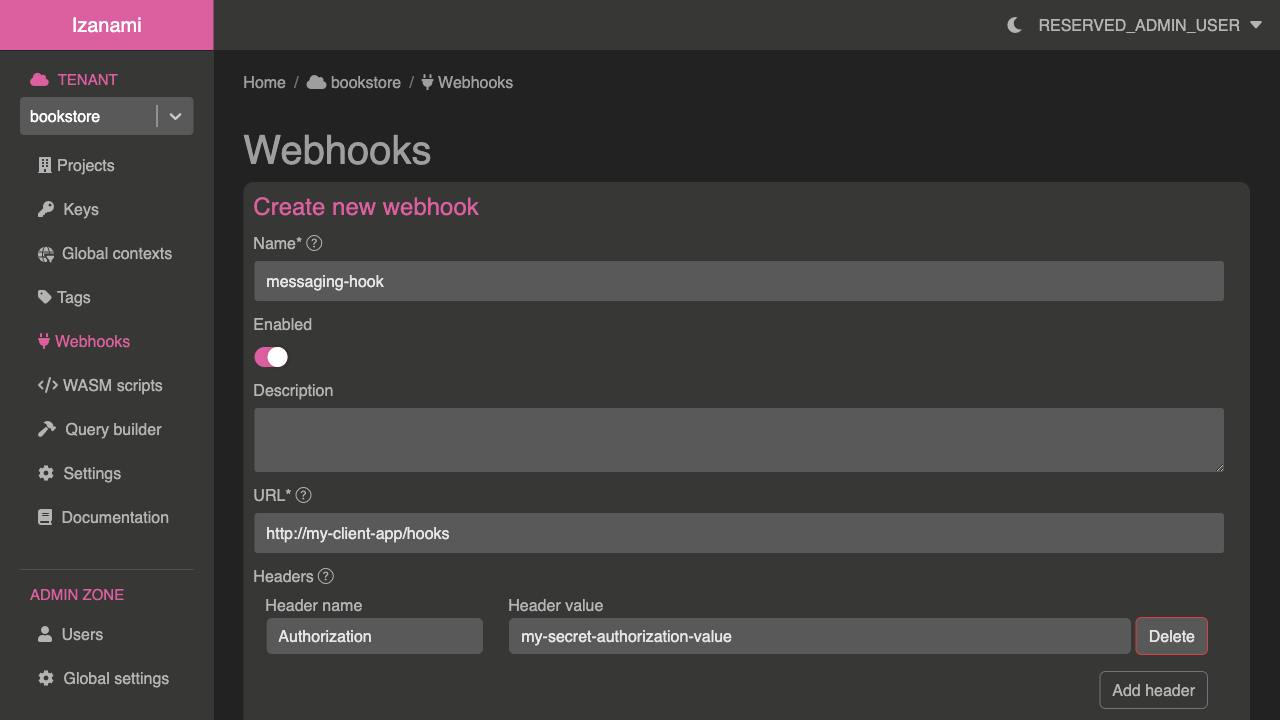 Izanami
RESERVED_ADMIN_USER
TENANT
bookstore
Projects
Keys
Global contexts
Tags
Webhooks
WASM scripts
Query builder
Settings
Documentation
ADMIN ZONE
Users
Global settings
Home / bookstore / Webhooks
Webhooks
Create new webhook
Name* ?
messaging-hook
Enabled
Description
URL* ?
http://my-client-app/hooks
Headers ?
Header name Header value
Authorization my-secret-authorization-value Delete
Add header